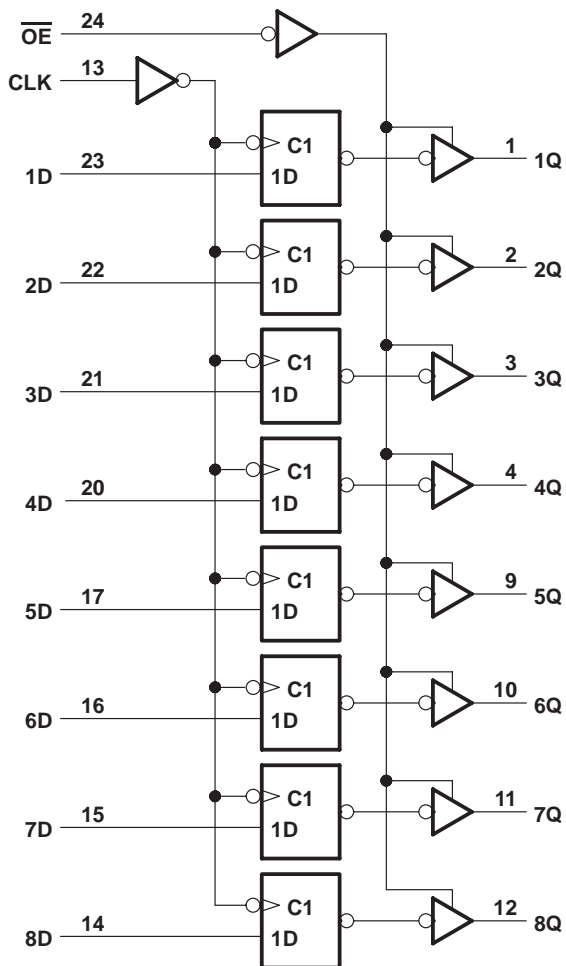 OE 24
CLK 13
C1
1D 23 1D 1 1Q
C1
2D 22 1D 2 2Q
C1
3D 21 1D 3 3Q
C1
4D 20 1D 4 4Q
C1
5D 17 1D 9 5Q
C1
6D 16 1D 10 6Q
C1
7D 15 1D 11 7Q
C1
8D 14 1D 12 8Q